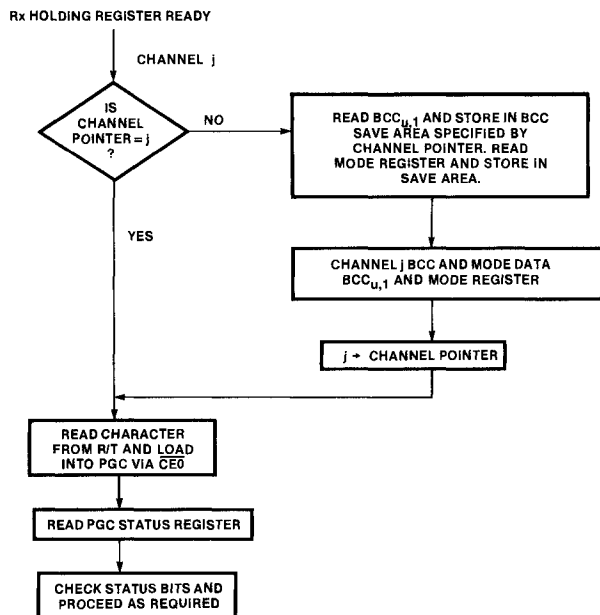 Rx HOLDING REGISTER READY
CHANNEL j
IS
CHANNEL
POINTER = j
?
NO
READ BCCu,1 AND STORE IN BCC
SAVE AREA SPECIFIED BY
CHANNEL POINTER. READ
MODE REGISTER AND STORE IN
SAVE AREA.
YES
CHANNEL j BCC AND MODE DATA
BCCu,1 AND MODE REGISTER
j → CHANNEL POINTER
READ CHARACTER
FROM R/T AND LOAD
INTO PGC VIA C̅E̅0̅
READ PGC STATUS REGISTER
CHECK STATUS BITS AND
PROCEED AS REQUIRED